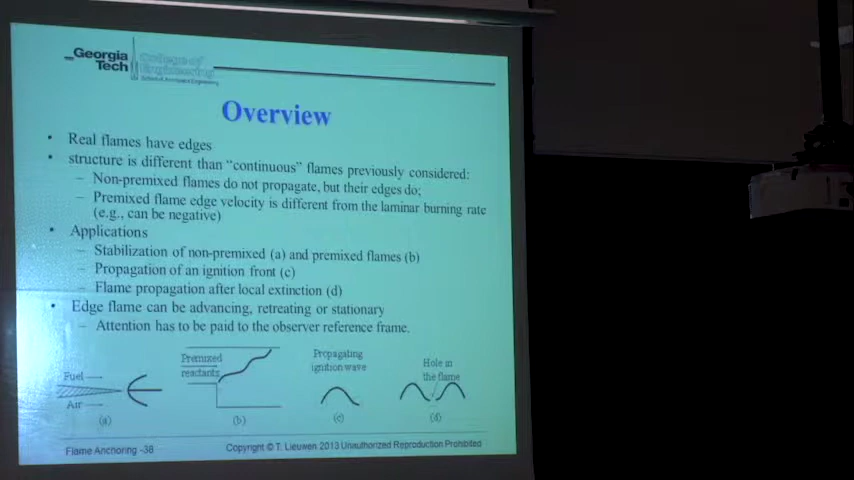 Georgia
Tech
College of
Engineering
School of Aerospace Engineering
Overview
• Real flames have edges
• structure is different than “continuous” flames previously considered:
– Non-premixed flames do not propagate, but their edges do;
– Premixed flame edge velocity is different from the laminar burning rate
(e.g., can be negative)
• Applications
– Stabilization of non-premixed (a) and premixed flames (b)
– Propagation of an ignition front (c)
– Flame propagation after local extinction (d)
• Edge flame can be advancing, retreating or stationary
– Attention has to be paid to the observer reference frame.
Fuel
Air
(a)
Premixed
reactants
(b)
Propagating
ignition wave
(c)
Hole in
the flame
(d)
Flame Anchoring -38
Copyright © T. Lieuwen 2013 Unauthorized Reproduction Prohibited